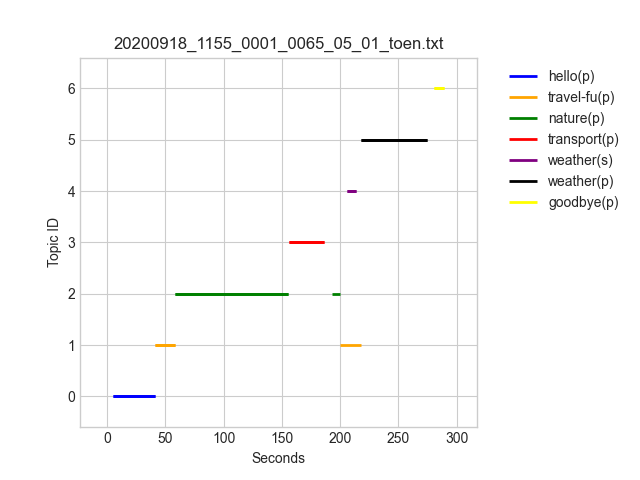 20200918_1155_0001_0065_05_01_toen.txt
6
5
4
3
2
1
0
Topic ID
0 50 100 150 200 250 300
Seconds
hello(p)
travel-fu(p)
nature(p)
transport(p)
weather(s)
weather(p)
goodbye(p)